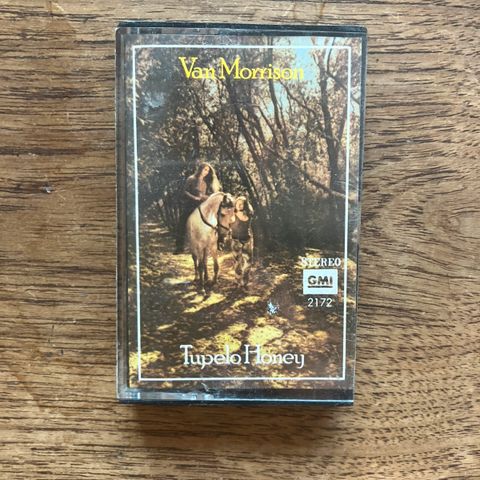 Van Morrison
STEREO
GMI
2172
Tupelo Honey